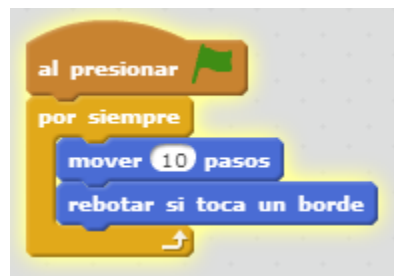 al presionar
por siempre
mover 10 pasos
rebotar si toca un borde